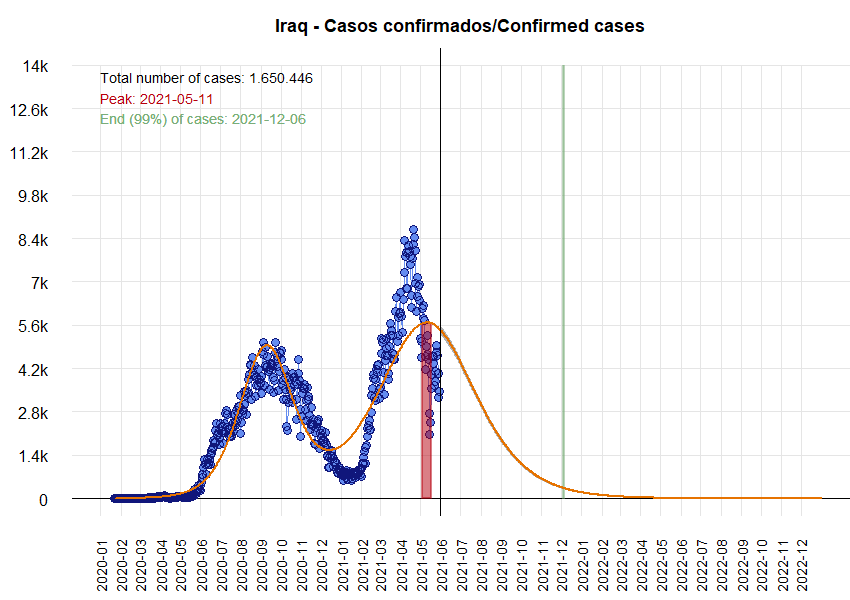 Iraq - Casos confirmados/Confirmed cases
14k
12.6k
11.2k
9.8k
8.4k
7k
5.6k
4.2k
2.8k
1.4k
0
Total number of cases: 1.650.446
Peak: 2021-05-11
End (99%) of cases: 2021-12-06
2020-01
2020-02
2020-03
2020-04
2020-05
2020-06
2020-07
2020-08
2020-09
2020-10
2020-11
2020-12
2021-01
2021-02
2021-03
2021-04
2021-05
2021-06
2021-07
2021-08
2021-09
2021-10
2021-11
2021-12
2022-01
2022-02
2022-03
2022-04
2022-05
2022-06
2022-07
2022-08
2022-09
2022-10
2022-11
2022-12